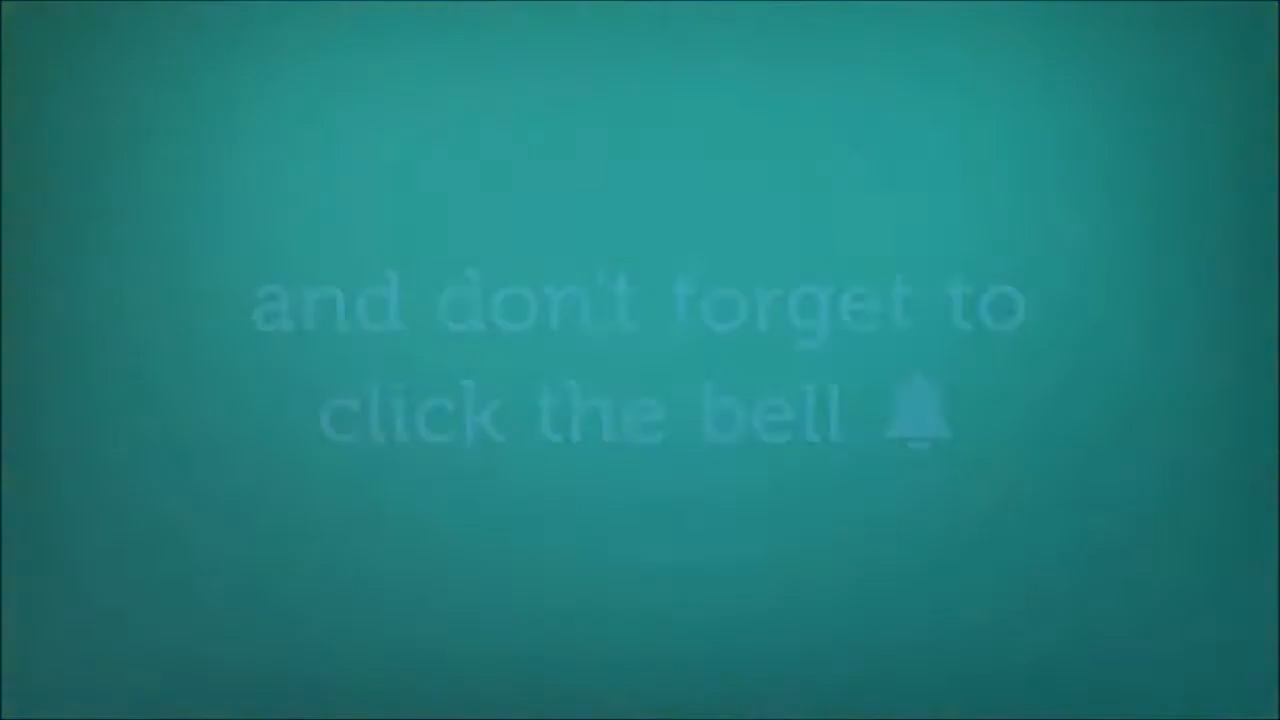 and don't forget to
click the bell 🔔